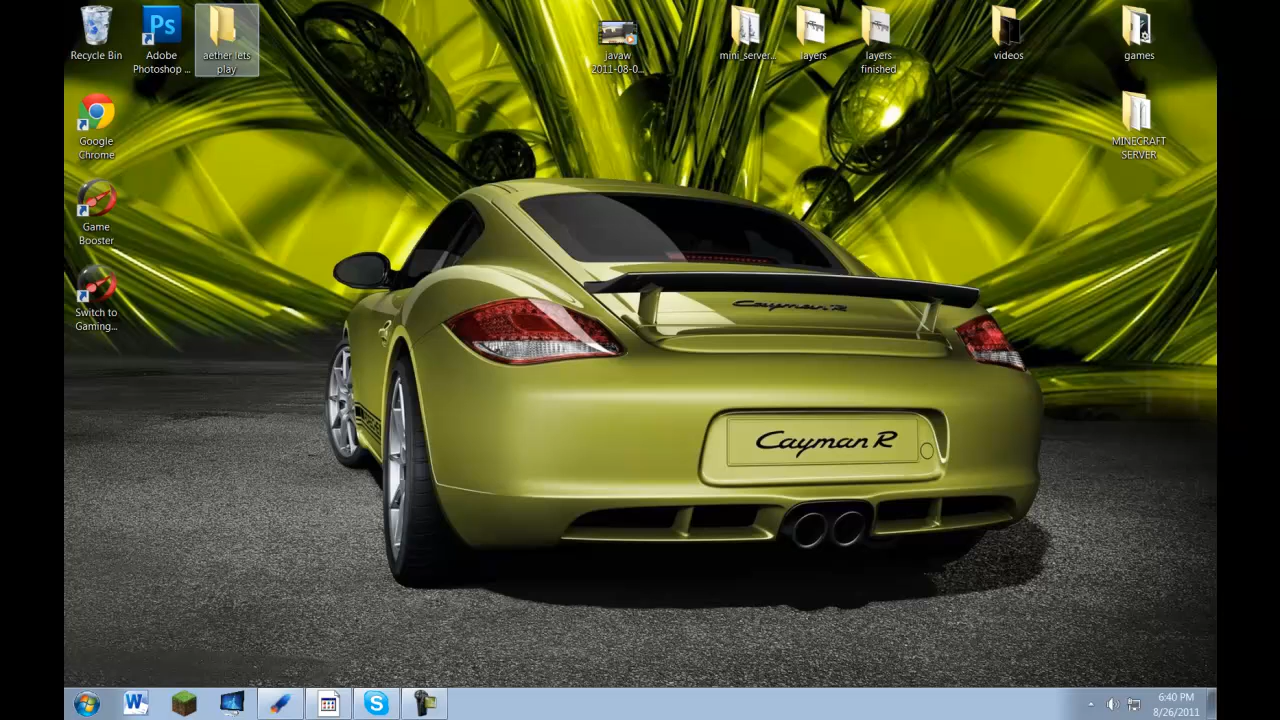 Recycle Bin
Adobe
Photoshop ...
aether lets
play
javaw
2011-08-0...
mini_server...
layers
layers
finished
videos
games
Google
Chrome
MINECRAFT
SERVER
Game
Booster
Switch to
Gaming...
Cayman R
Cayman R
Ps
W
S
6:40 PM
8/26/2011